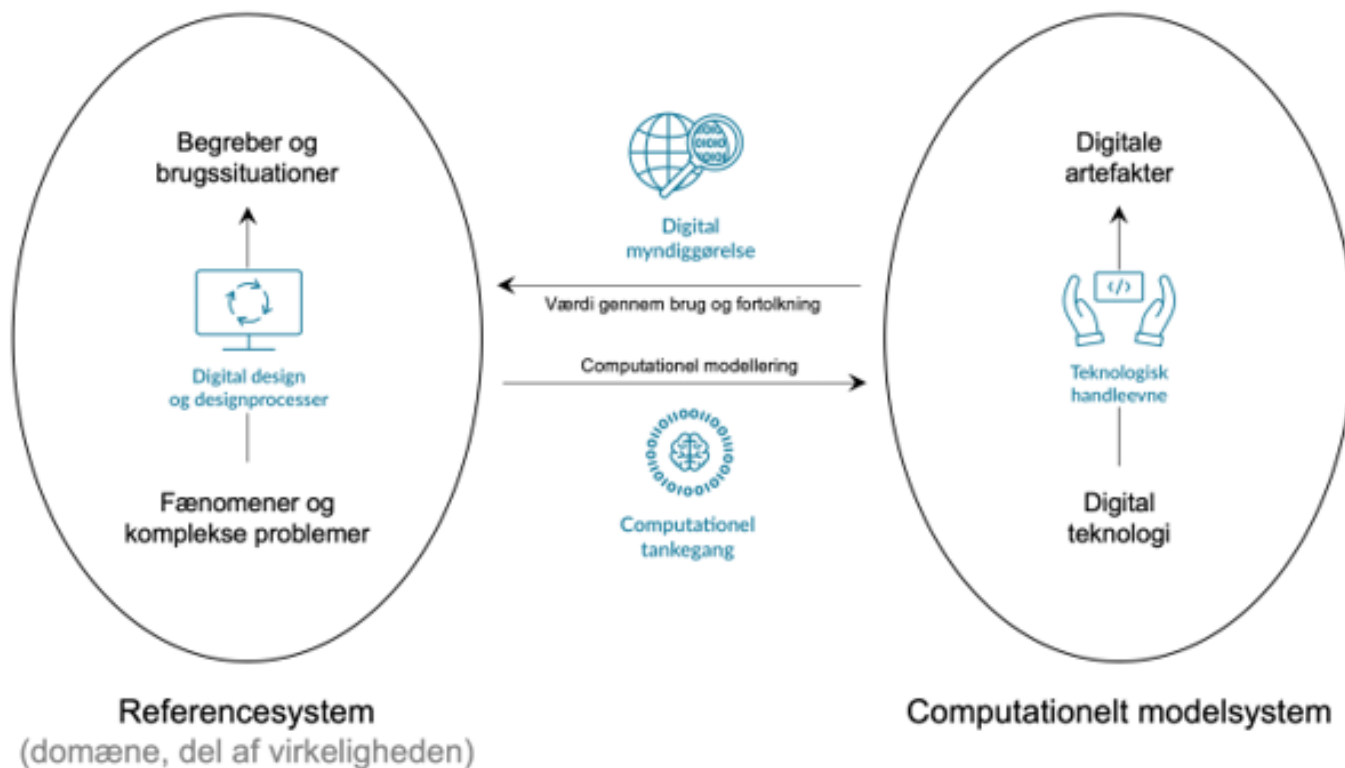 Begreber og
brugssituationer
Digital design
og designprocesser
Fænomener og
komplekse problemer
Referencesystem
(domæne, del af virkeligheden)
Digital
myndiggørelse
Værdi gennem brug og fortolkning
Computationel modellering
Computationel
tankegang
Digitale
artefakter
</>
Teknologisk
handleevne
Digital
teknologi
Computationelt modelsystem